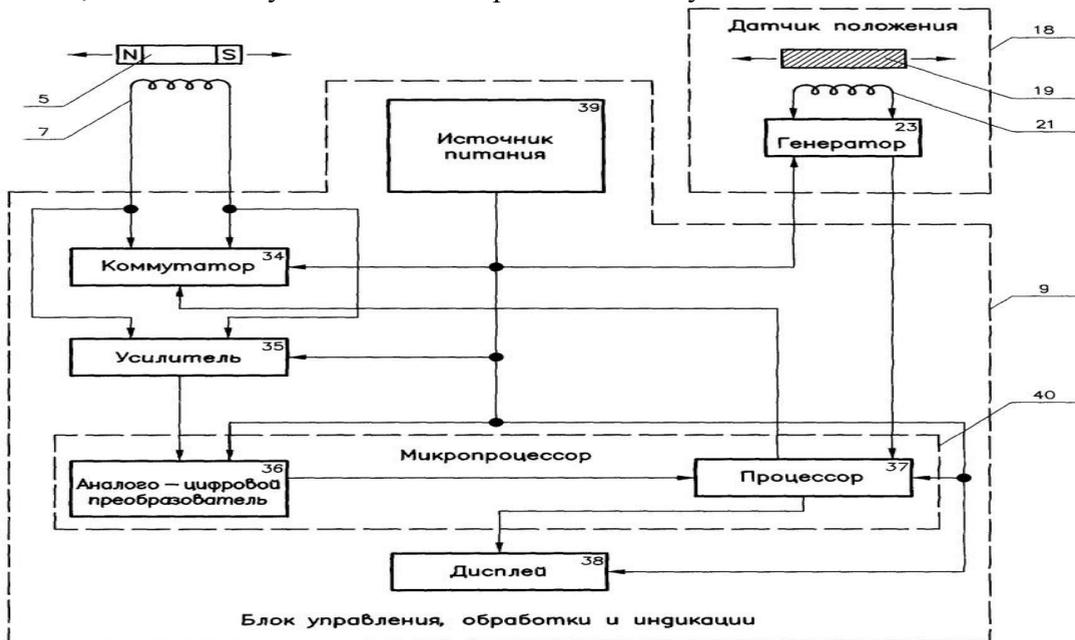 Датчик положения
18
N S
19
5
39
21
7
Источник
питания
23
Генератор
34
Коммутатор
9
35
Усилитель
40
Микропроцессор
36
Аналого-цифровой
преобразователь
37
Процессор
38
Дисплей
Блок управления, обработки и индикации